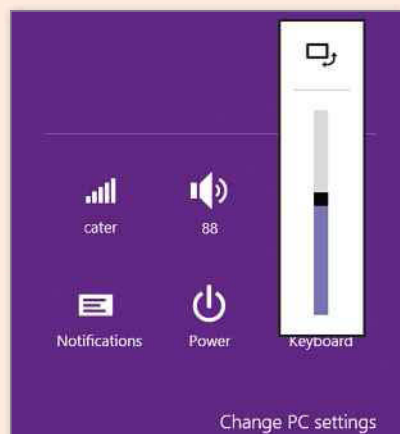 cater
88
Notifications
Power
Keyboard
Change PC settings